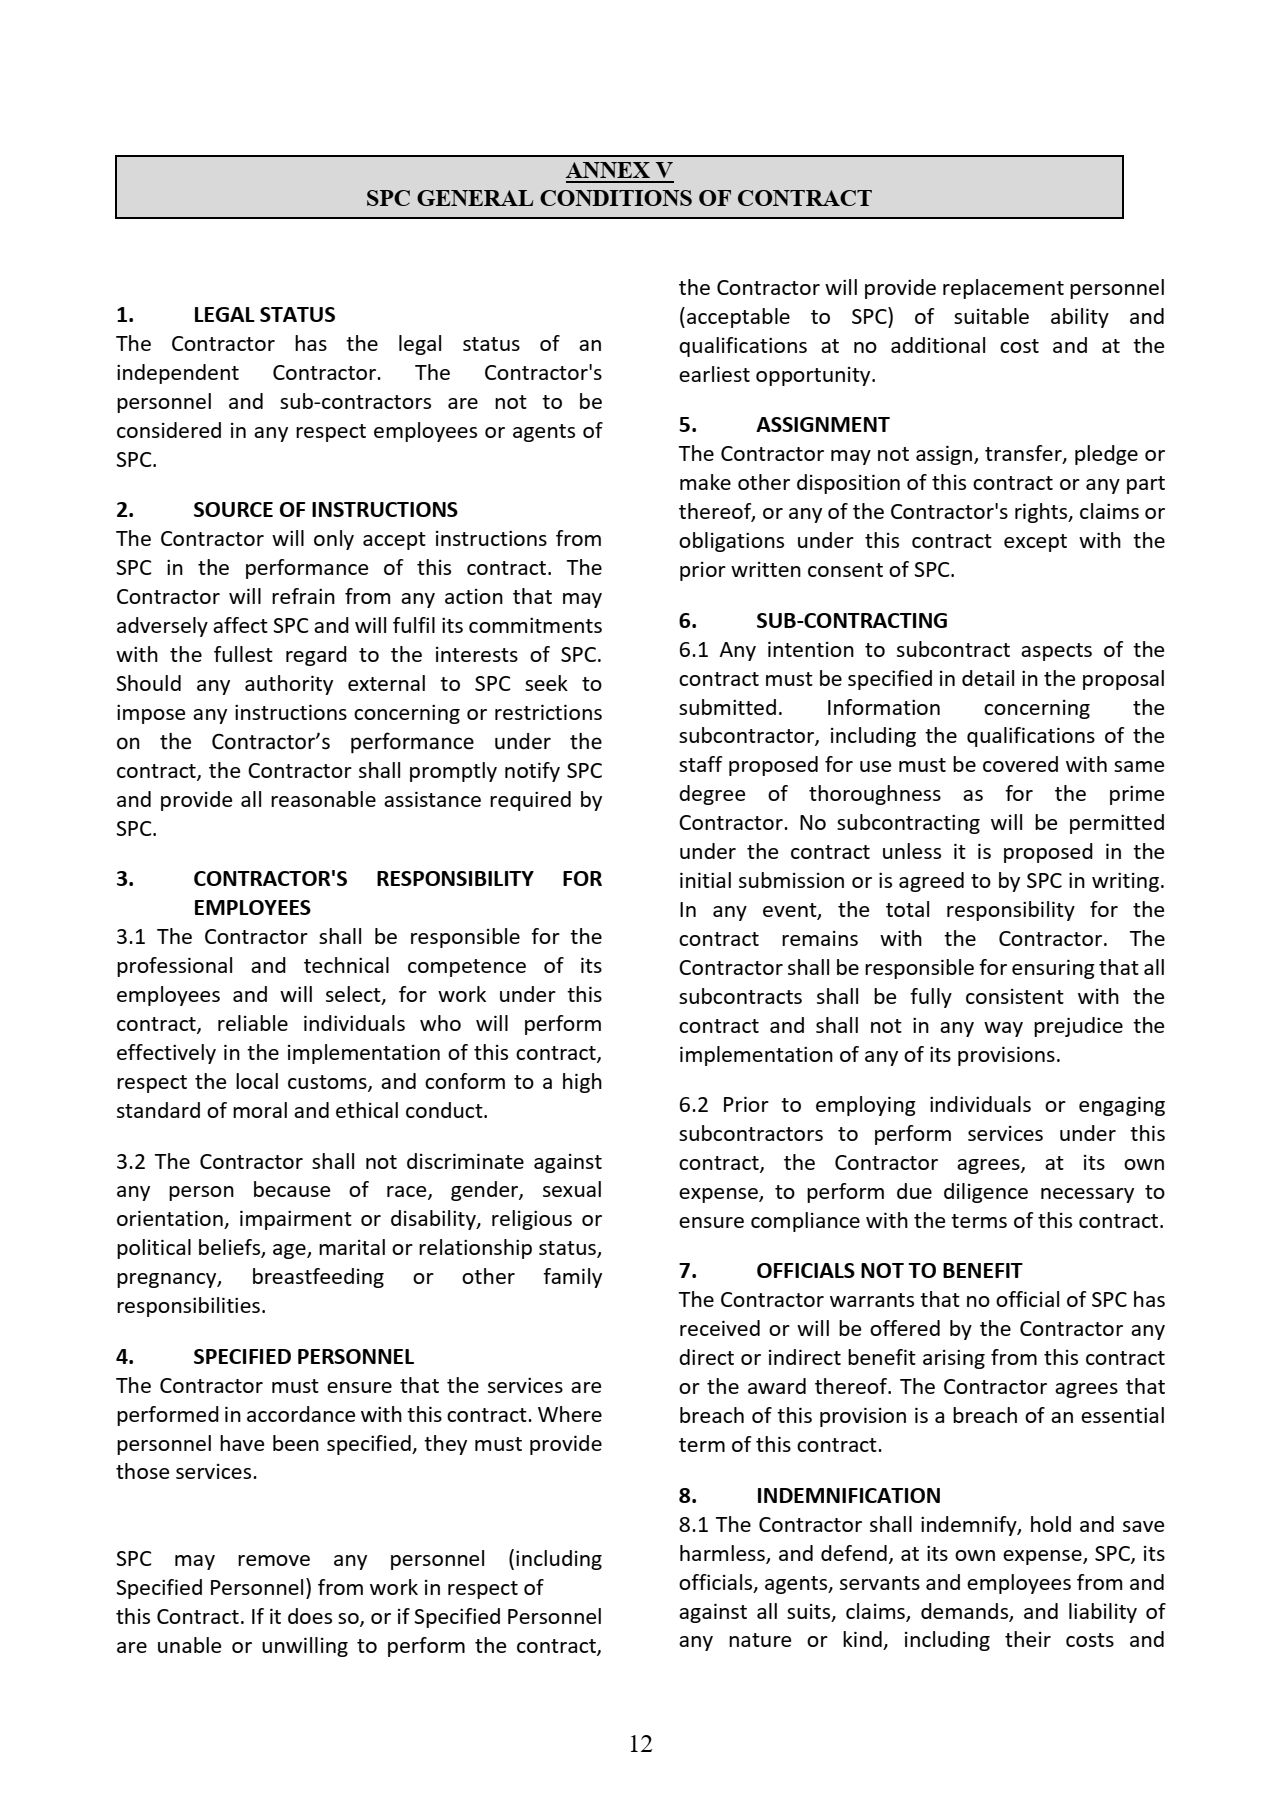 ANNEX V
SPC GENERAL CONDITIONS OF CONTRACT
1. LEGAL STATUS
The Contractor has the legal status of an
independent Contractor. The Contractor's
personnel and sub-contractors are not to be
considered in any respect employees or agents of
SPC.
2. SOURCE OF INSTRUCTIONS
The Contractor will only accept instructions from
SPC in the performance of this contract. The
Contractor will refrain from any action that may
adversely affect SPC and will fulfil its commitments
with the fullest regard to the interests of SPC.
Should any authority external to SPC seek to
impose any instructions concerning or restrictions
on the Contractor’s performance under the
contract, the Contractor shall promptly notify SPC
and provide all reasonable assistance required by
SPC.
3. CONTRACTOR'S RESPONSIBILITY FOR
EMPLOYEES
3.1 The Contractor shall be responsible for the
professional and technical competence of its
employees and will select, for work under this
contract, reliable individuals who will perform
effectively in the implementation of this contract,
respect the local customs, and conform to a high
standard of moral and ethical conduct.
3.2 The Contractor shall not discriminate against
any person because of race, gender, sexual
orientation, impairment or disability, religious or
political beliefs, age, marital or relationship status,
pregnancy, breastfeeding or other family
responsibilities.
4. SPECIFIED PERSONNEL
The Contractor must ensure that the services are
performed in accordance with this contract. Where
personnel have been specified, they must provide
those services.
SPC may remove any personnel (including
Specified Personnel) from work in respect of
this Contract. If it does so, or if Specified Personnel
are unable or unwilling to perform the contract,
the Contractor will provide replacement personnel
(acceptable to SPC) of suitable ability and
qualifications at no additional cost and at the
earliest opportunity.
5. ASSIGNMENT
The Contractor may not assign, transfer, pledge or
make other disposition of this contract or any part
thereof, or any of the Contractor's rights, claims or
obligations under this contract except with the
prior written consent of SPC.
6. SUB-CONTRACTING
6.1 Any intention to subcontract aspects of the
contract must be specified in detail in the proposal
submitted. Information concerning the
subcontractor, including the qualifications of the
staff proposed for use must be covered with same
degree of thoroughness as for the prime
Contractor. No subcontracting will be permitted
under the contract unless it is proposed in the
initial submission or is agreed to by SPC in writing.
In any event, the total responsibility for the
contract remains with the Contractor. The
Contractor shall be responsible for ensuring that all
subcontracts shall be fully consistent with the
contract and shall not in any way prejudice the
implementation of any of its provisions.
6.2 Prior to employing individuals or engaging
subcontractors to perform services under this
contract, the Contractor agrees, at its own
expense, to perform due diligence necessary to
ensure compliance with the terms of this contract.
7. OFFICIALS NOT TO BENEFIT
The Contractor warrants that no official of SPC has
received or will be offered by the Contractor any
direct or indirect benefit arising from this contract
or the award thereof. The Contractor agrees that
breach of this provision is a breach of an essential
term of this contract.
8. INDEMNIFICATION
8.1 The Contractor shall indemnify, hold and save
harmless, and defend, at its own expense, SPC, its
officials, agents, servants and employees from and
against all suits, claims, demands, and liability of
any nature or kind, including their costs and
12